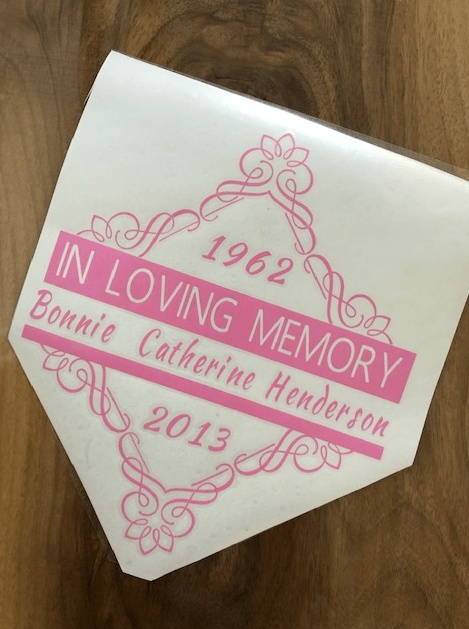 1962
IN LOVING MEMORY
Bonnie Catherine Henderson
2013